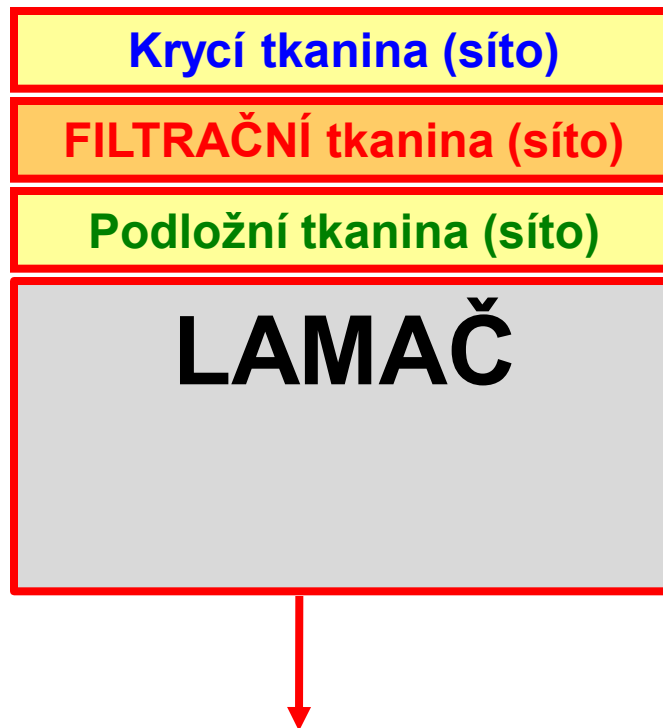 Krycí tkanina (síto)
FILTRAČNÍ tkanina (síto)
Podložní tkanina (síto)
LAMAČ